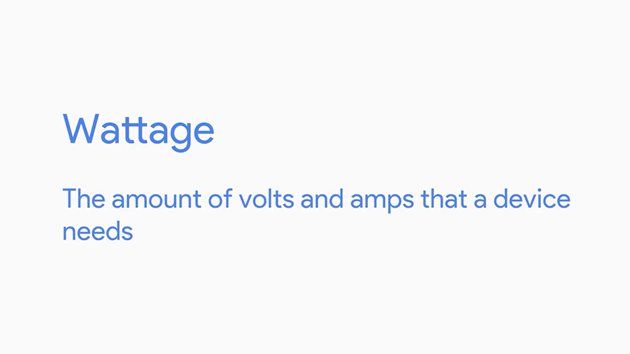 Wattage
The amount of volts and amps that a device
needs